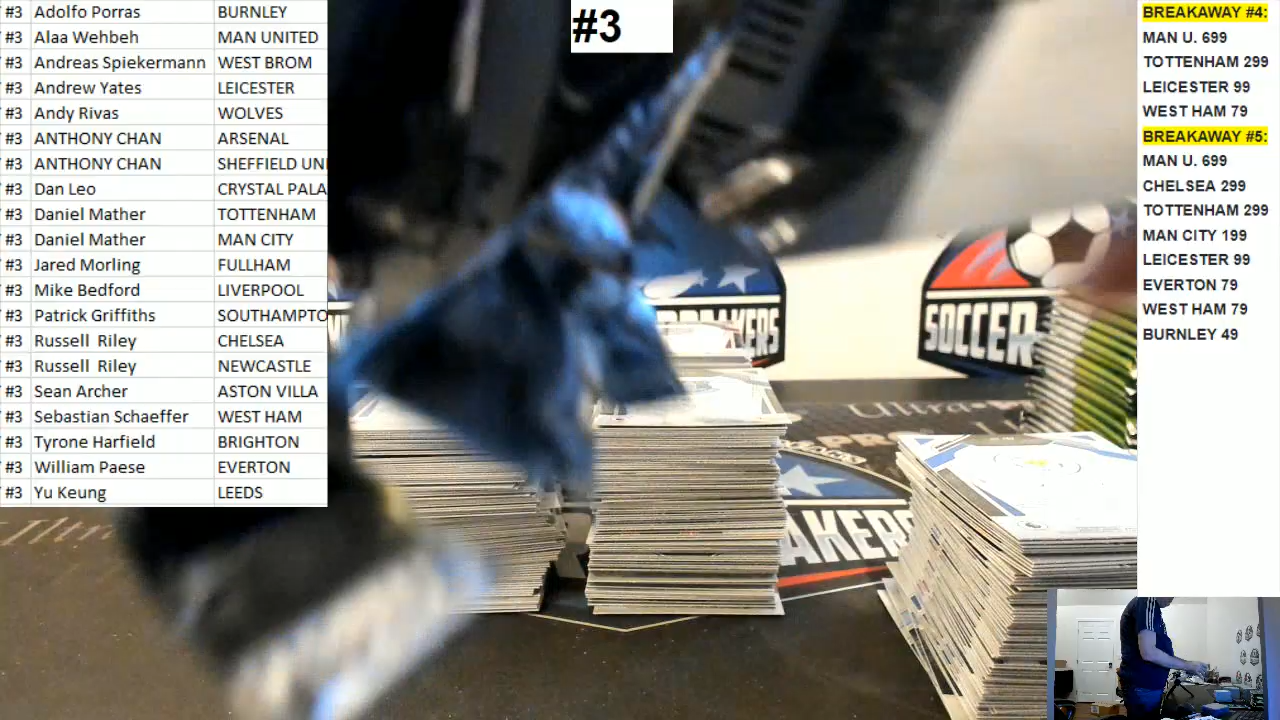 #3 Adolfo Porras BURNLEY
#3 Alaa Wehbeh MAN UNITED
#3 Andreas Spiekermann WEST BROM
#3 Andrew Yates LEICESTER
#3 Andy Rivas WOLVES
#3 ANTHONY CHAN ARSENAL
#3 ANTHONY CHAN SHEFFIELD UNI
#3 Dan Leo CRYSTAL PALA
#3 Daniel Mather TOTTENHAM
#3 Daniel Mather MAN CITY
#3 Jared Morling FULLHAM
#3 Mike Bedford LIVERPOOL
#3 Patrick Griffiths SOUTHAMPTO
#3 Russell Riley CHELSEA
#3 Russell Riley NEWCASTLE
#3 Sean Archer ASTON VILLA
#3 Sebastian Schaeffer WEST HAM
#3 Tyrone Harfield BRIGHTON
#3 William Paese EVERTON
#3 Yu Keung LEEDS
#3
BREAKAWAY #4:
MAN U. 699
TOTTENHAM 299
LEICESTER 99
WEST HAM 79
BREAKAWAY #5:
MAN U. 699
CHELSEA 299
TOTTENHAM 299
MAN CITY 199
LEICESTER 99
EVERTON 79
WEST HAM 79
BURNLEY 49
SOCCER